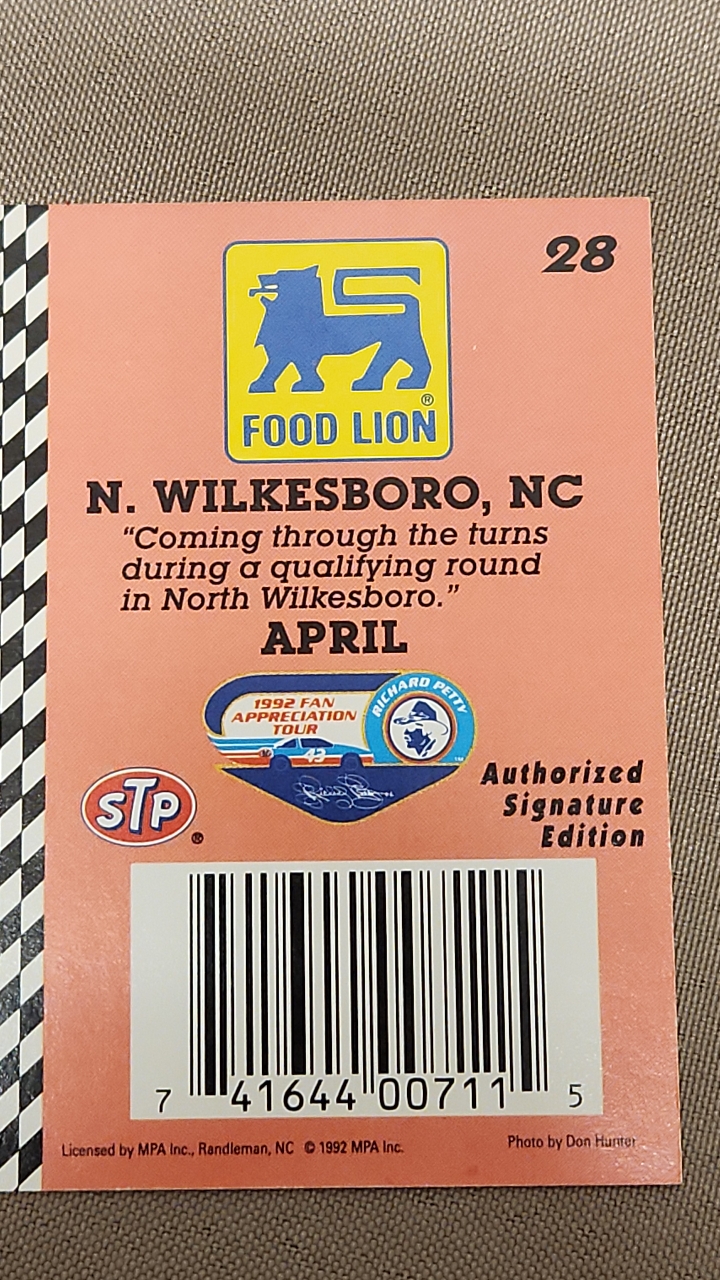 28
FOOD LION®
N. WILKESBORO, NC
"Coming through the turns
during a qualifying round
in North Wilkesboro."
APRIL
1992 FAN
APPRECIATION
TOUR
RICHARD PETTY
43
TM
STP®
Authorized
Signature
Edition
7 41644 00711 5
Licensed by MPA Inc., Randleman, NC © 1992 MPA Inc.
Photo by Don Hunter